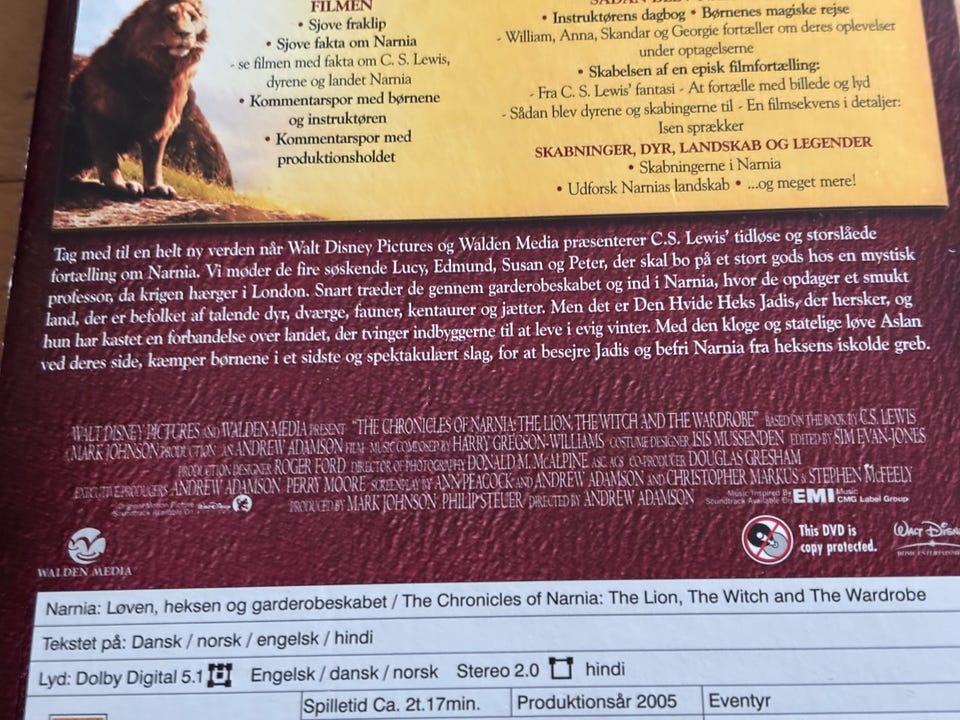 FILMEN
• Sjove fraklip
• Sjove fakta om Narnia
- se filmen med fakta om C. S. Lewis,
dyrene og landet Narnia
• Kommentarspor med børnene
og instruktøren
• Kommentarspor med
produktionsholdet
• Instruktørens dagbog • Børnenes magiske rejse
- William, Anna, Skandar og Georgie fortæller om deres oplevelser
under optagelserne
• Skabelsen af en episk filmfortælling:
- Fra C. S. Lewis' fantasi - At fortælle med billede og lyd
- Sådan blev dyrene og skabingerne til - En filmsekvens i detaljer:
Isen sprækker
SKABNINGER, DYR, LANDSKAB OG LEGENDER
• Skabningerne i Narnia
• Udforsk Narnias landskab • ...og meget mere!
Tag med til en helt ny verden når Walt Disney Pictures og Walden Media præsenterer C.S. Lewis' tidløse og storslåede
fortælling om Narnia. Vi møder de fire søskende Lucy, Edmund, Susan og Peter, der skal bo på et stort gods hos en mystisk
professor, da krigen hærger i London. Snart træder de gennem garderobeskabet og ind i Narnia, hvor de opdager et smukt
land, der er befolket af talende dyr, dværge, fauner, kentaurer og jætter. Men det er Den Hvide Heks Jadis, der hersker, og
hun har kastet en forbandelse over landet, der tvinger indbyggerne til at leve i evig vinter. Med den kloge og statelige løve Aslan
ved deres side, kæmper børnene i et sidste og spektakulært slag, for at besejre Jadis og befri Narnia fra heksens iskolde greb.
WALT DISNEY PICTURES AND WALDEN MEDIA PRESENT "THE CHRONICLES OF NARNIA: THE LION, THE WITCH AND THE WARDROBE" BASED ON THE BOOK BY C.S. LEWIS
A MARK JOHNSON PRODUCTION AN ANDREW ADAMSON FILM MUSIC COMPOSED BY HARRY GREGSON-WILLIAMS COSTUME DESIGNER ISIS MUSSENDEN EDITED BY SIM EVAN-JONES
PRODUCTION DESIGNER ROGER FORD DIRECTOR OF PHOTOGRAPHY DONALD M. McALPINE ASC, ACS CO-PRODUCER DOUGLAS GRESHAM
EXECUTIVE PRODUCERS ANDREW ADAMSON PERRY MOORE SCREENPLAY BY ANN PEACOCK AND ANDREW ADAMSON AND CHRISTOPHER MARKUS & STEPHEN McFEELY
Original Motion Picture
Soundtrack Available On
PRODUCED BY MARK JOHNSON PHILIP STEUER DIRECTED BY ANDREW ADAMSON
Music Inspired By
Soundtrack Available On
EMI Music
CMG Label Group
WALDEN MEDIA
This DVD is
copy protected.
Narnia: Løven, heksen og garderobeskabet / The Chronicles of Narnia: The Lion, The Witch and The Wardrobe
Tekstet på: Dansk / norsk / engelsk / hindi
Lyd: Dolby Digital 5.1 Engelsk / dansk / norsk Stereo 2.0 hindi
Spilletid Ca. 2t.17min. Produktionsår 2005 Eventyr